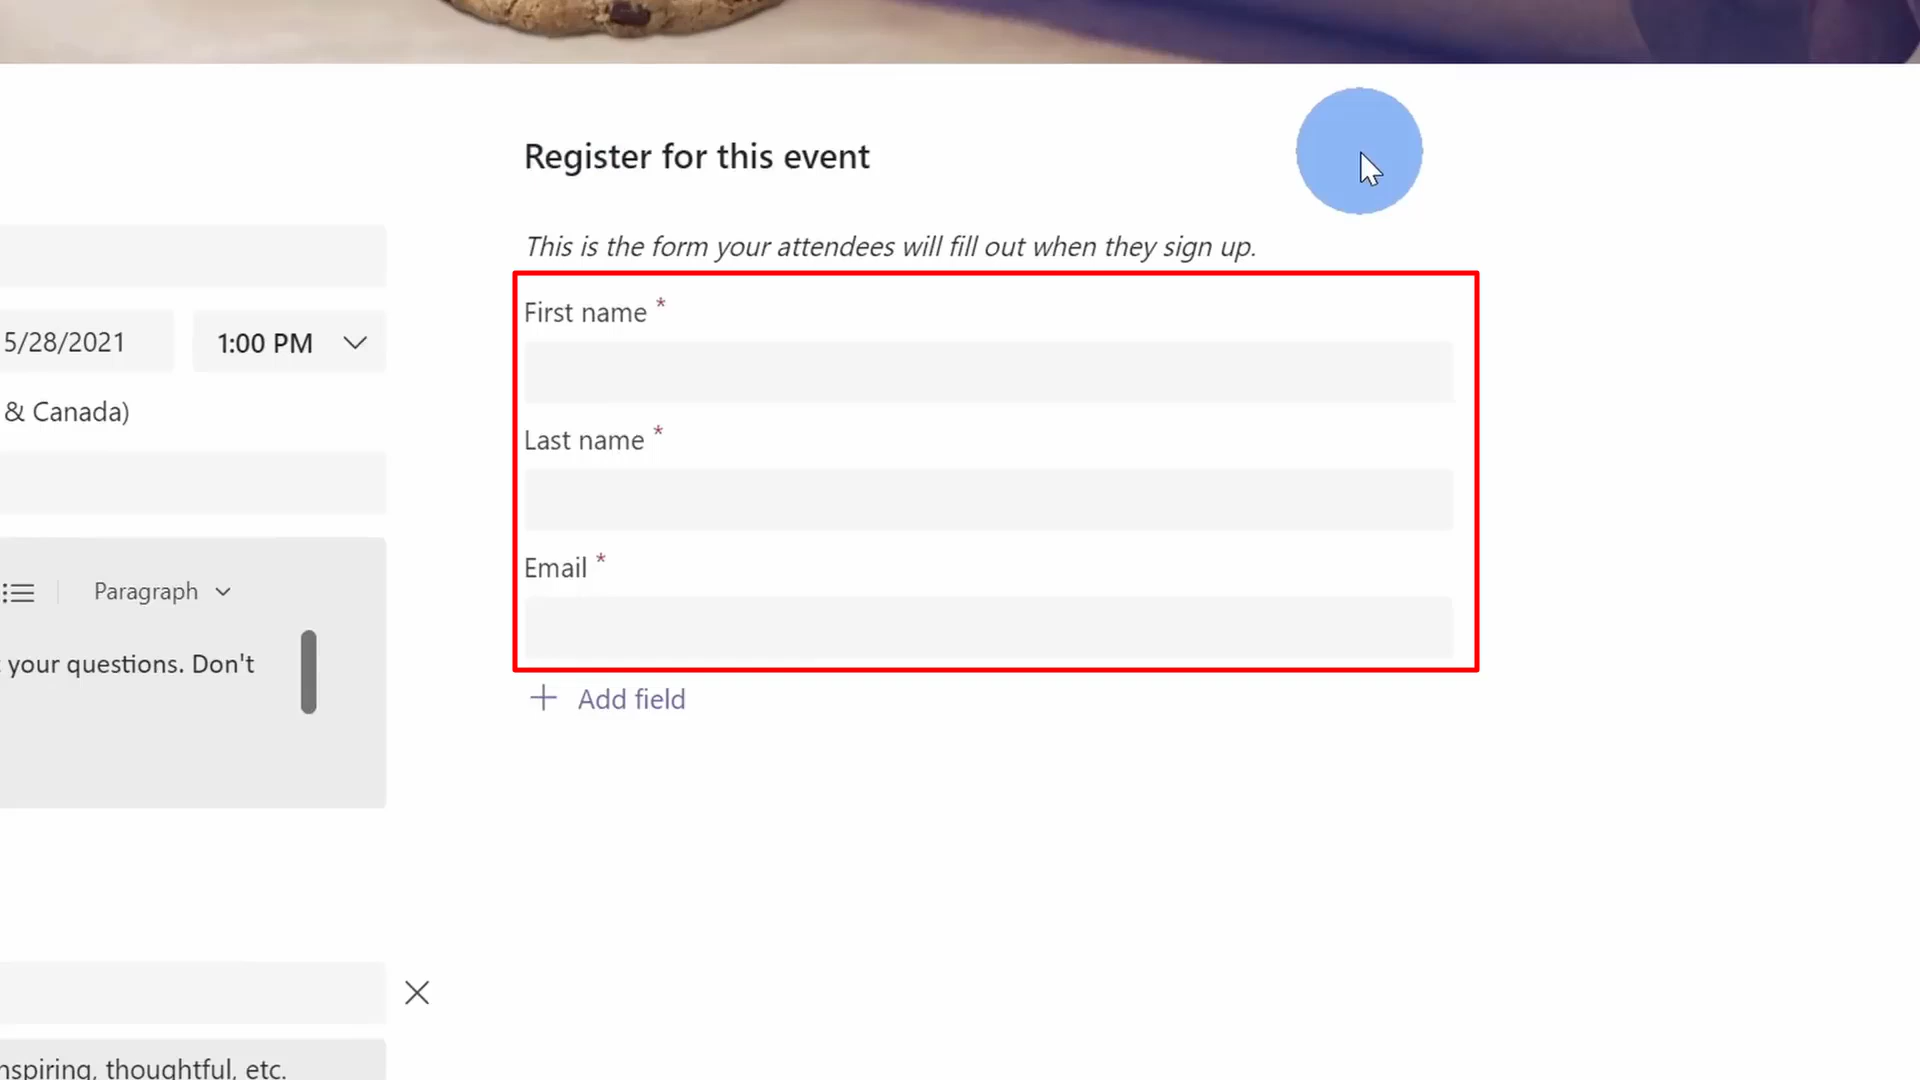 Register for this event
This is the form your attendees will fill out when they sign up.
First name *
Last name *
Email *
+ Add field
5/28/2021
1:00 PM
& Canada)
Paragraph
your questions. Don't
nspiring, thoughtful, etc.